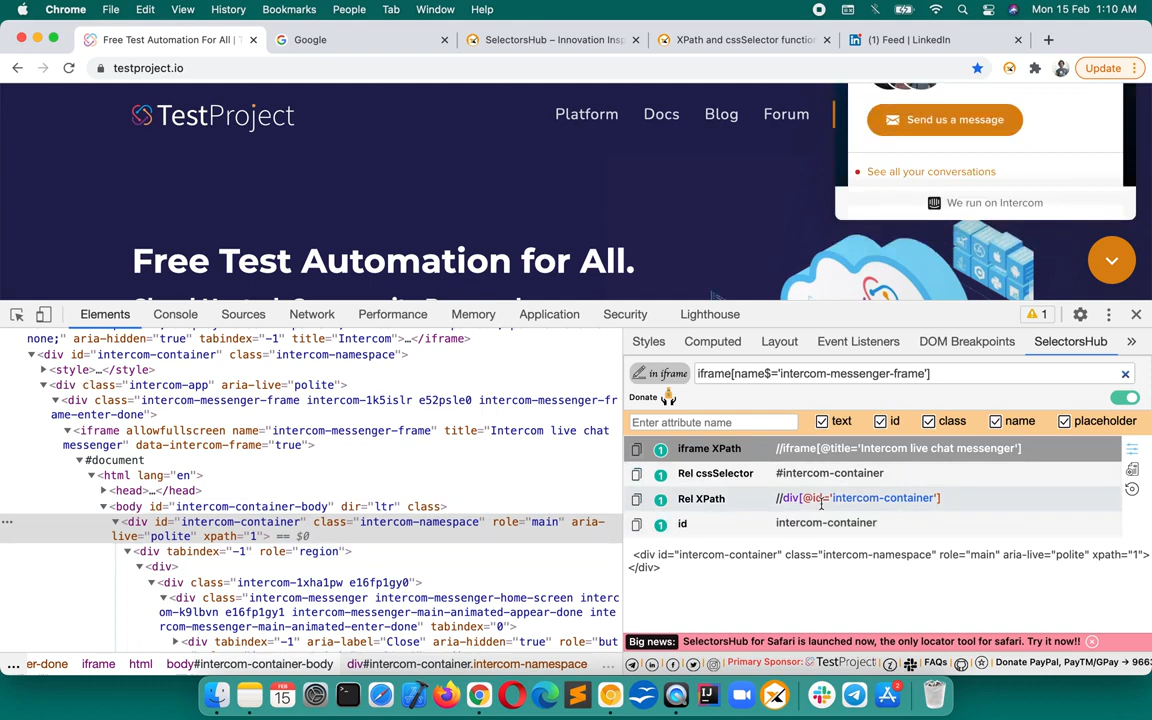 Chrome File Edit View History Bookmarks People Tab Window Help Mon 15 Feb 1:10 AM
Free Test Automation For All | T Google SelectorsHub – Innovation Insp XPath and cssSelector function (1) Feed | LinkedIn
testproject.io Update
TestProject Platform Docs Blog Forum
Send us a message
See all your conversations
We run on Intercom
Free Test Automation for All.
Elements Console Sources Network Performance Memory Application Security Lighthouse 1
none;" aria-hidden="true" tabindex="-1" title="Intercom">…</iframe>
<div id="intercom-container" class="intercom-namespace">
<style>…</style>
<div class="intercom-app" aria-live="polite">
<div class="intercom-messenger-frame intercom-1k5islr e52psle0 intercom-messenger-fr
ame-enter-done">
<iframe allowfullscreen name="intercom-messenger-frame" title="Intercom live chat
messenger" data-intercom-frame="true">
#document
<html lang="en">
<head>…</head>
<body id="intercom-container-body" dir="ltr" class>
… <div id="intercom-container" class="intercom-namespace" role="main" aria-
live="polite" xpath="1"> == $0
<div tabindex="-1" role="region">
<div>
<div class="intercom-1xha1pw e16fp1gy0">
<div class="intercom-messenger intercom-messenger-home-screen interc
om-k9lbvn e16fp1gy1 intercom-messenger-main-animated-appear-done inte
rcom-messenger-main-animated-enter-done" tabindex="0">
<div tabindex="-1" aria-label="Close" aria-hidden="true" role="but
… er-done iframe html body#intercom-container-body div#intercom-container.intercom-namespace …
Styles Computed Layout Event Listeners DOM Breakpoints SelectorsHub
in iframe iframe[name$='intercom-messenger-frame']
Donate
Enter attribute name text id class name placeholder
1 iframe XPath //iframe[@title='Intercom live chat messenger']
1 Rel cssSelector #intercom-container
1 Rel XPath //div[@id='intercom-container']
1 id intercom-container
<div id="intercom-container" class="intercom-namespace" role="main" aria-live="polite" xpath="1">
</div>
Big news: SelectorsHub for Safari is launched now, the only locator tool for safari. Try it now!!
Primary Sponsor: TestProject FAQs Donate PayPal, PayTM/GPay → 966
FEB
15
2